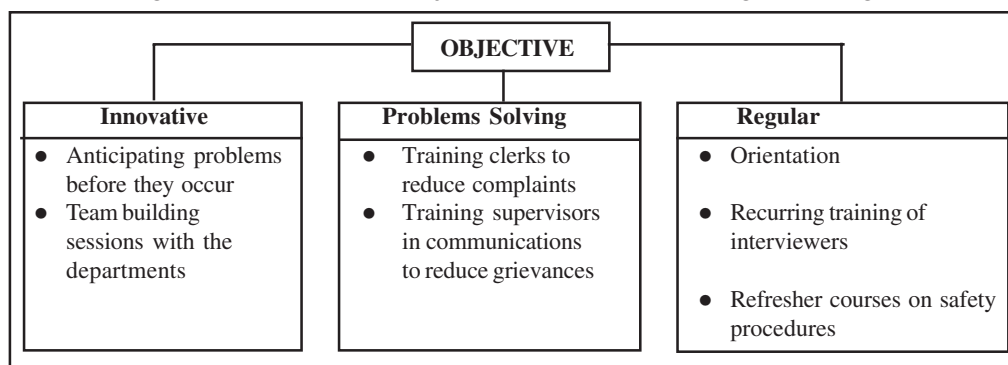 OBJECTIVE
Innovative
● Anticipating problems
before they occur
● Team building
sessions with the
departments
Problems Solving
● Training clerks to
reduce complaints
● Training supervisors
in communications
to reduce grievances
Regular
● Orientation
● Recurring training of
interviewers
● Refresher courses on safety
procedures